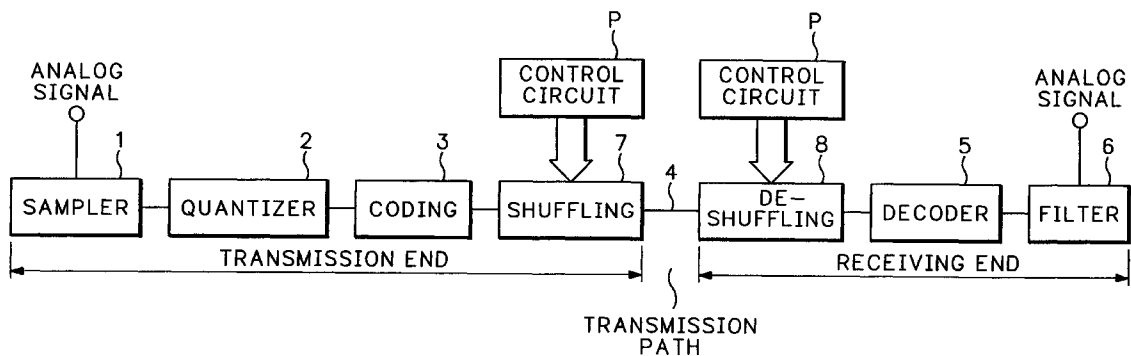 P
P
CONTROL
CIRCUIT
CONTROL
CIRCUIT
ANALOG
SIGNAL
ANALOG
SIGNAL
1
2
3
7
4
8
5
6
SAMPLER
QUANTIZER
CODING
SHUFFLING
DE-
SHUFFLING
DECODER
FILTER
TRANSMISSION END
RECEIVING END
TRANSMISSION
PATH